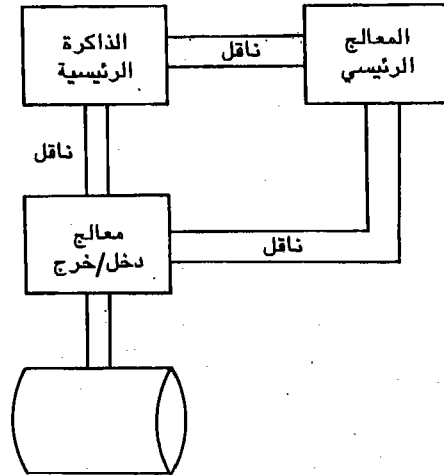 المعالج
الرئيسي
ناقل
الذاكرة
الرئيسية
ناقل
معالج
دخل/خرج
ناقل